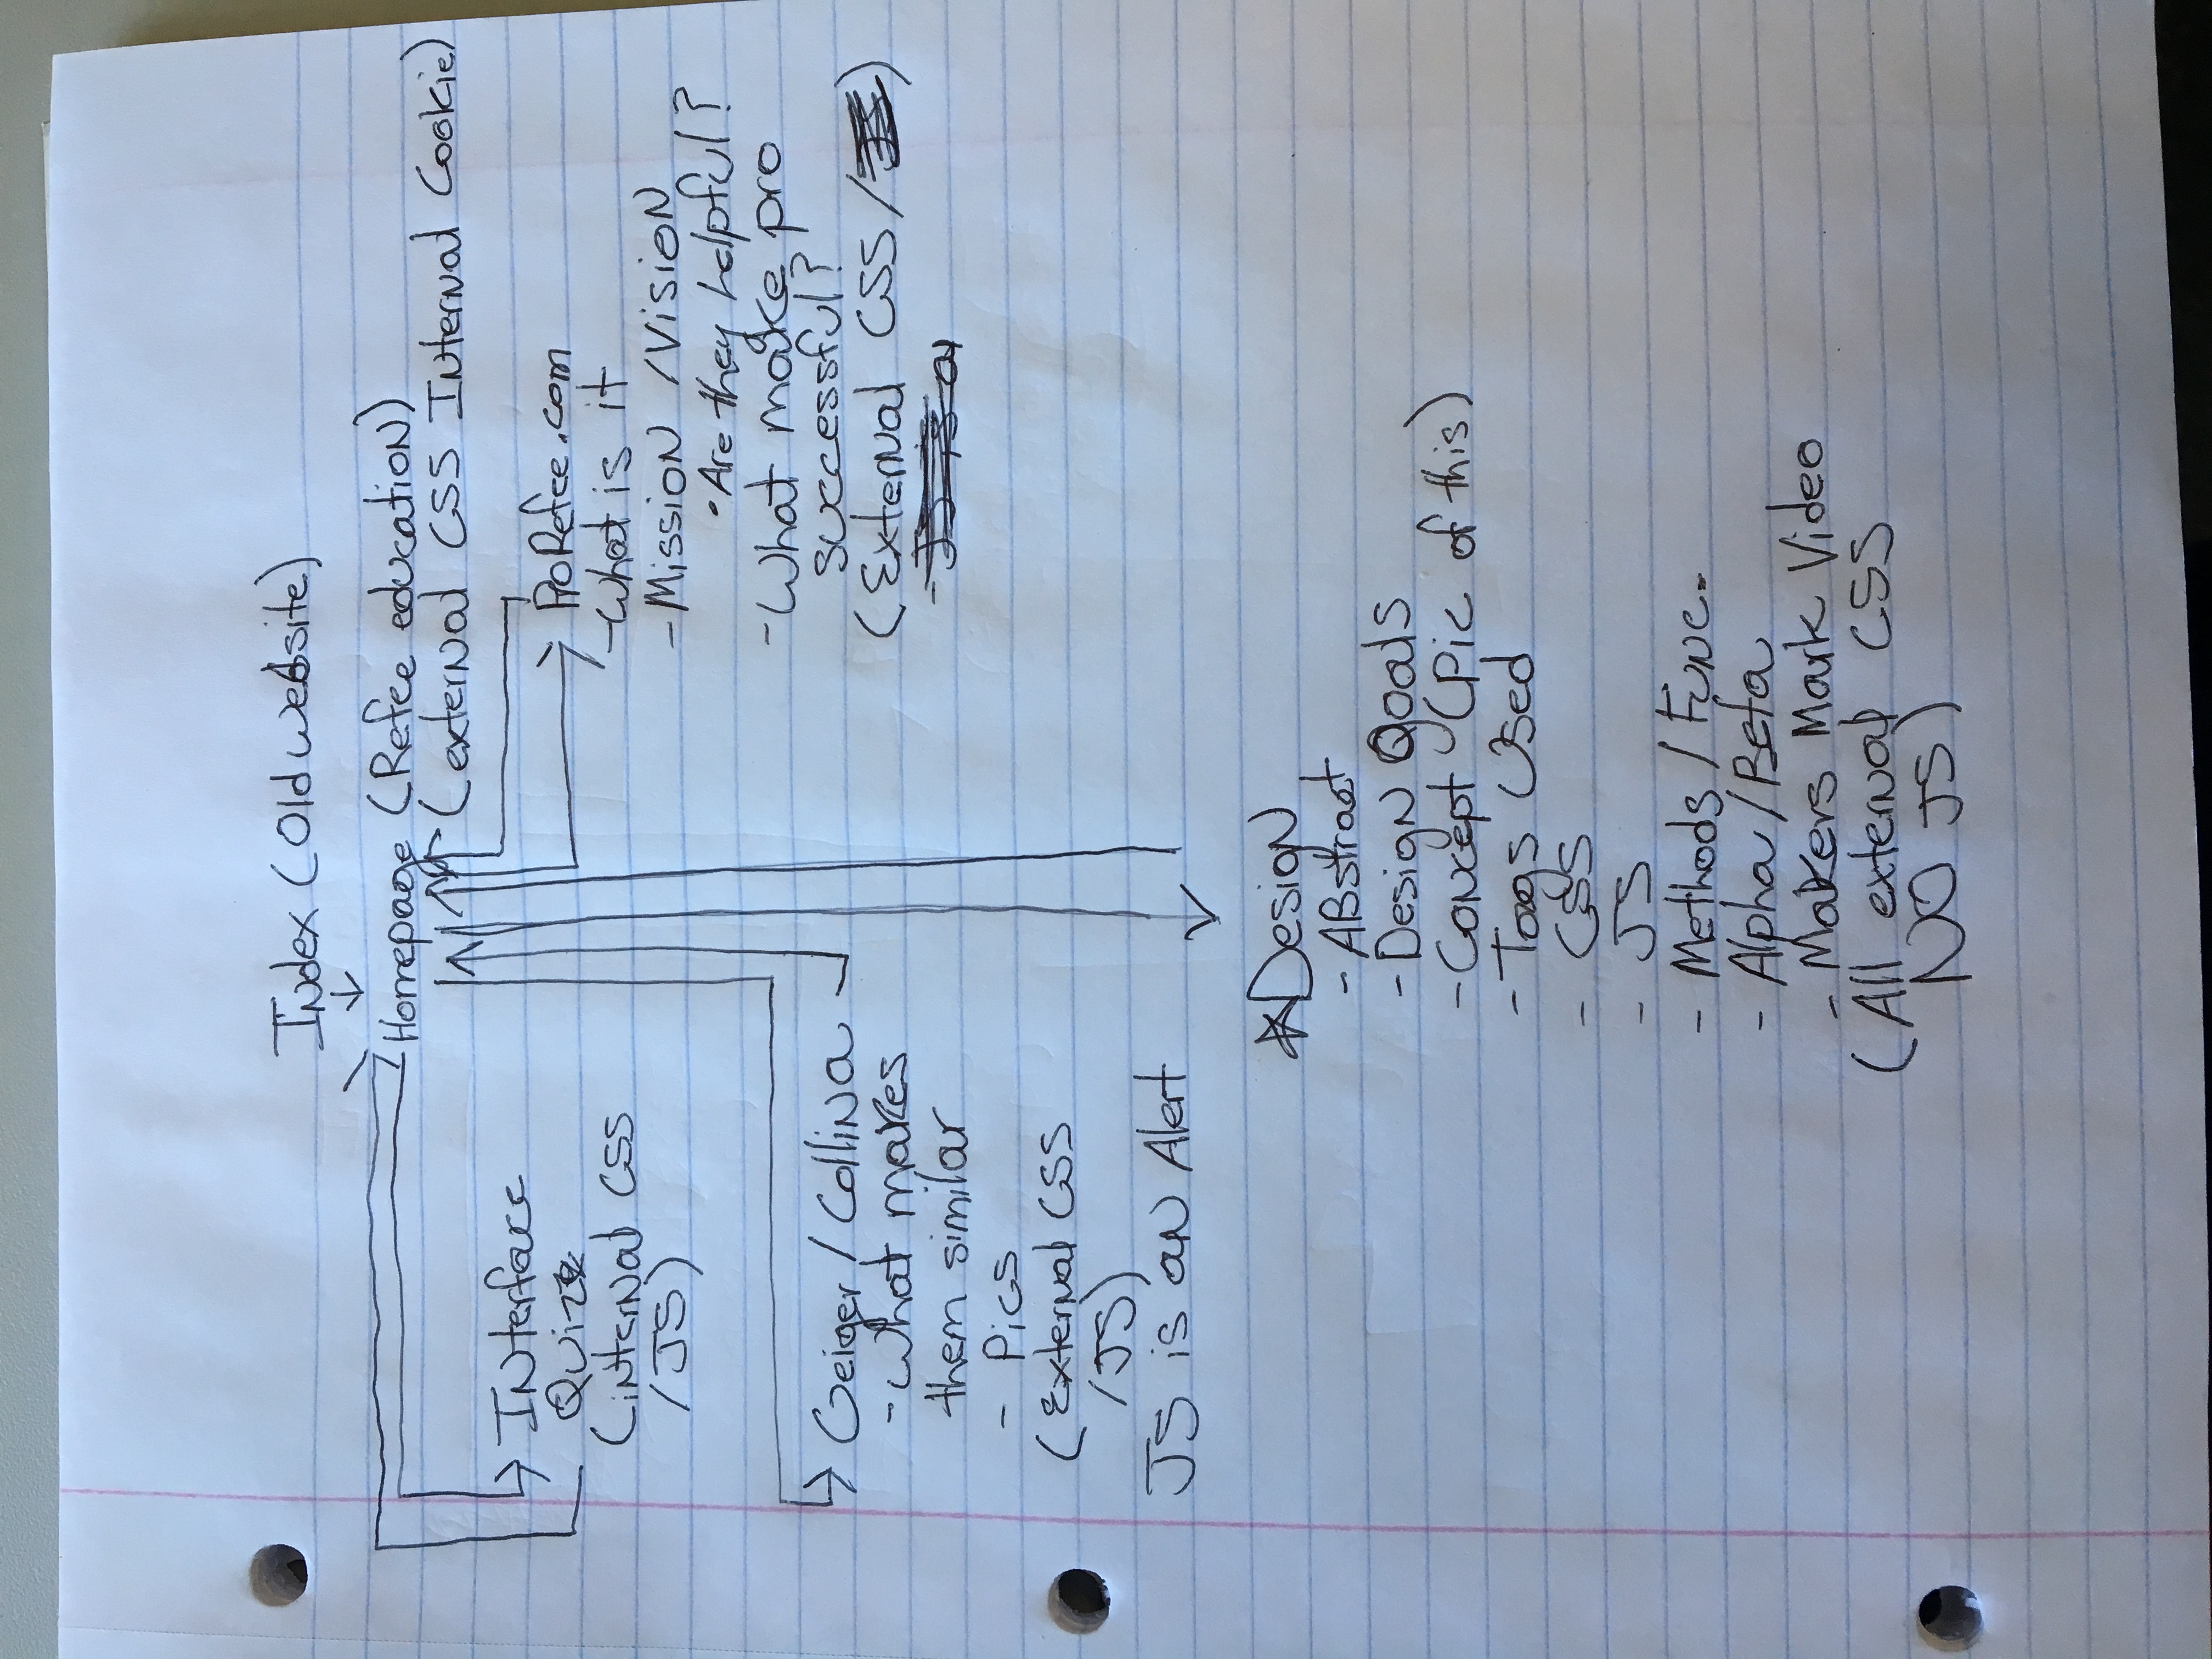 Index (Old website)
Homepage (Refee education)
(external CSS Internal Cookie)
Interface
Quiz
(internal CSS
/JS)
ProRefee.com
-What is it
-Mission /Vision
•Are they helpful?
-What make pro
successful?
(External CSS/    )
Geiger / Collina
-What makes
them similar
- Pics
(External CSS
/JS)
JS is an Alert
Design
-ABstract
-Design Goals
-Concept (Pic of this)
-Tags Used
- CSS
- JS
- Methods / Func.
- Alpha /Beta
- Makers Mark Video
(All external CSS
NO JS)